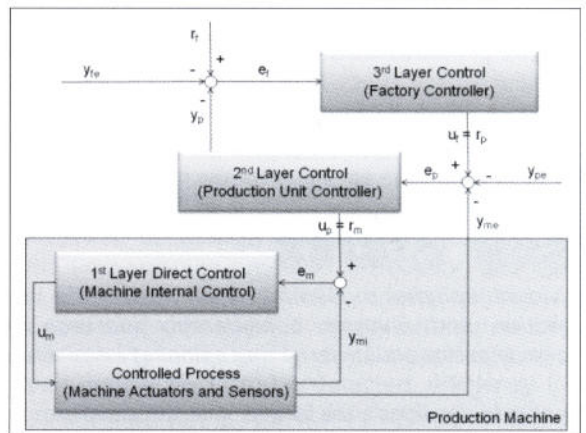 r_f
+
y_fe
-
e_f
-
y_p
3rd Layer Control
(Factory Controller)
u_f = r_p
2nd Layer Control
(Production Unit Controller)
e_p
+
-
y_pe
-
y_me
u_p = r_m
+
1st Layer Direct Control
(Machine Internal Control)
e_m
-
u_m
y_mi
Controlled Process
(Machine Actuators and Sensors)
Production Machine